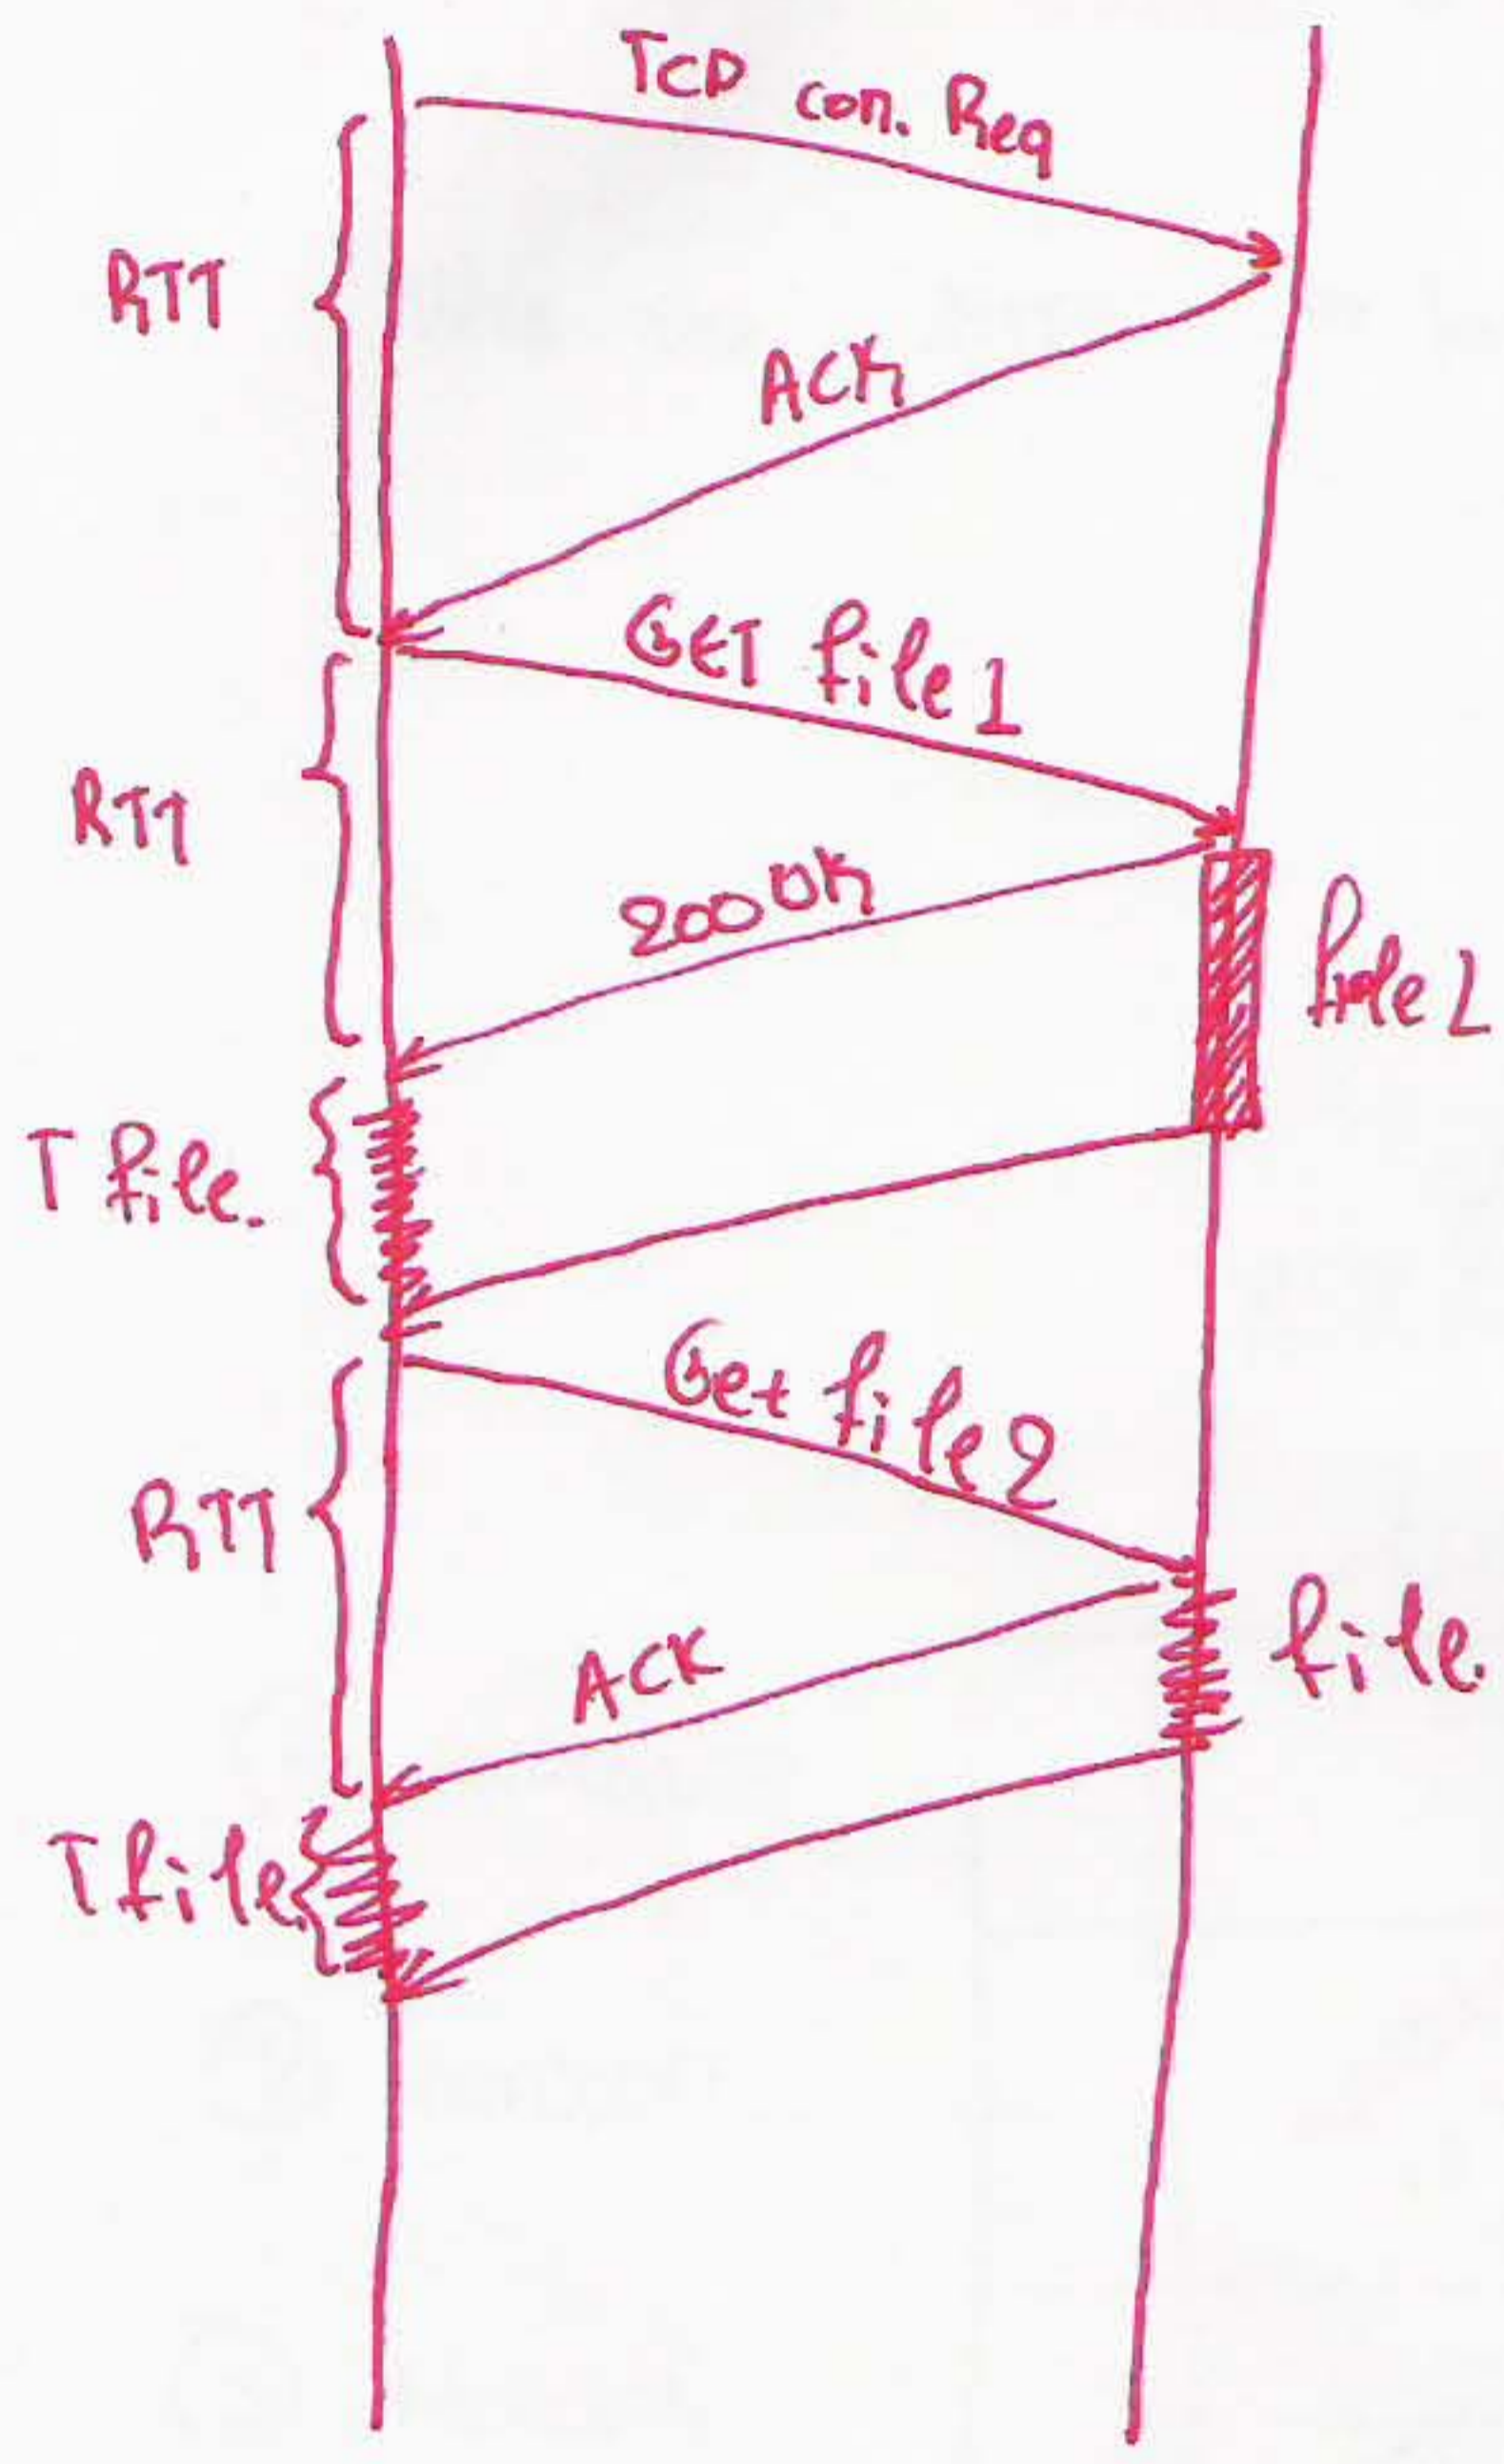 TCP con. Req
RTT
ACK
GET file 1
RTT
200 OK
file 1
T file.
Get file 2
RTT
ACK
file.
T file.